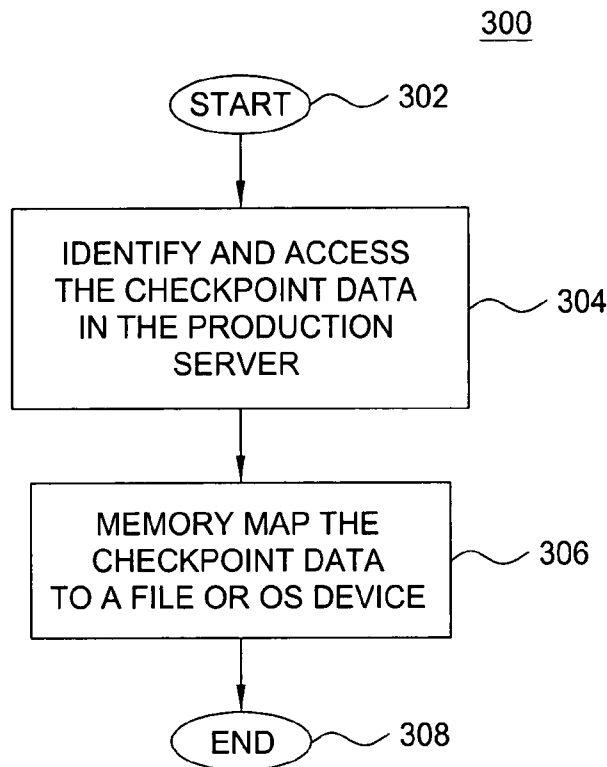 300
START
302
IDENTIFY AND ACCESS
THE CHECKPOINT DATA
IN THE PRODUCTION
SERVER
304
MEMORY MAP THE
CHECKPOINT DATA
TO A FILE OR OS DEVICE
306
END
308